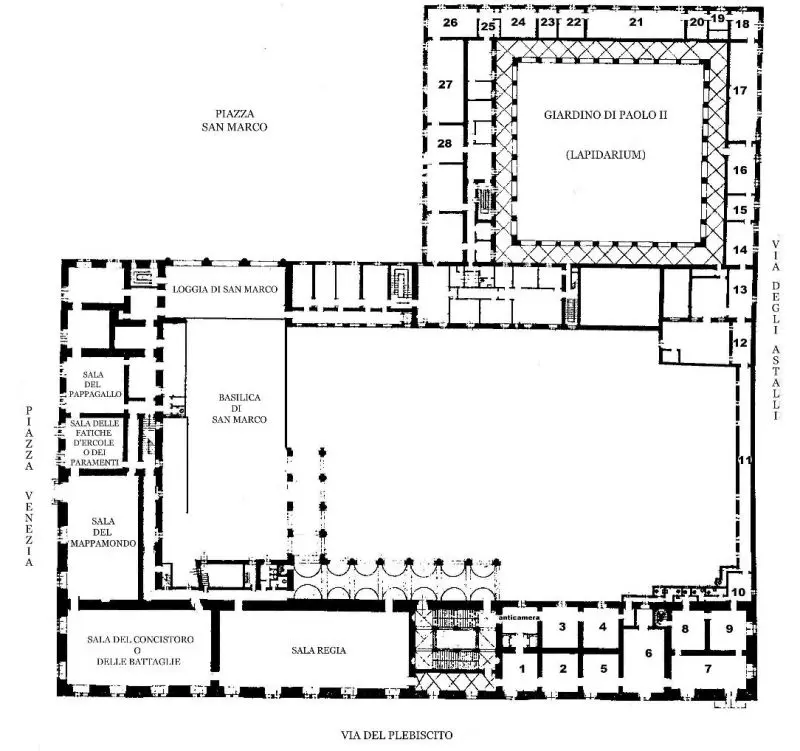 26
25
24
23
22
21
20
19
18
27
17
PIAZZA
SAN MARCO
GIARDINO DI PAOLO II
(LAPIDARIUM)
28
16
15
14
VIA DEGLI ASTALLI
LOGGIA DI SAN MARCO
13
12
SALA
DEL
PAPPAGALLO
BASILICA
DI
SAN MARCO
PIAZZA VENEZIA
SALA DELLE
FATICHE
D'ERCOLE
O DEI
PARAMENTI
11
SALA
DEL
MAPPAMONDO
10
anticamera
3
4
8
9
SALA DEL CONCISTORO
O
DELLE BATTAGLIE
SALA REGIA
6
1
2
5
7
VIA DEL PLEBISCITO